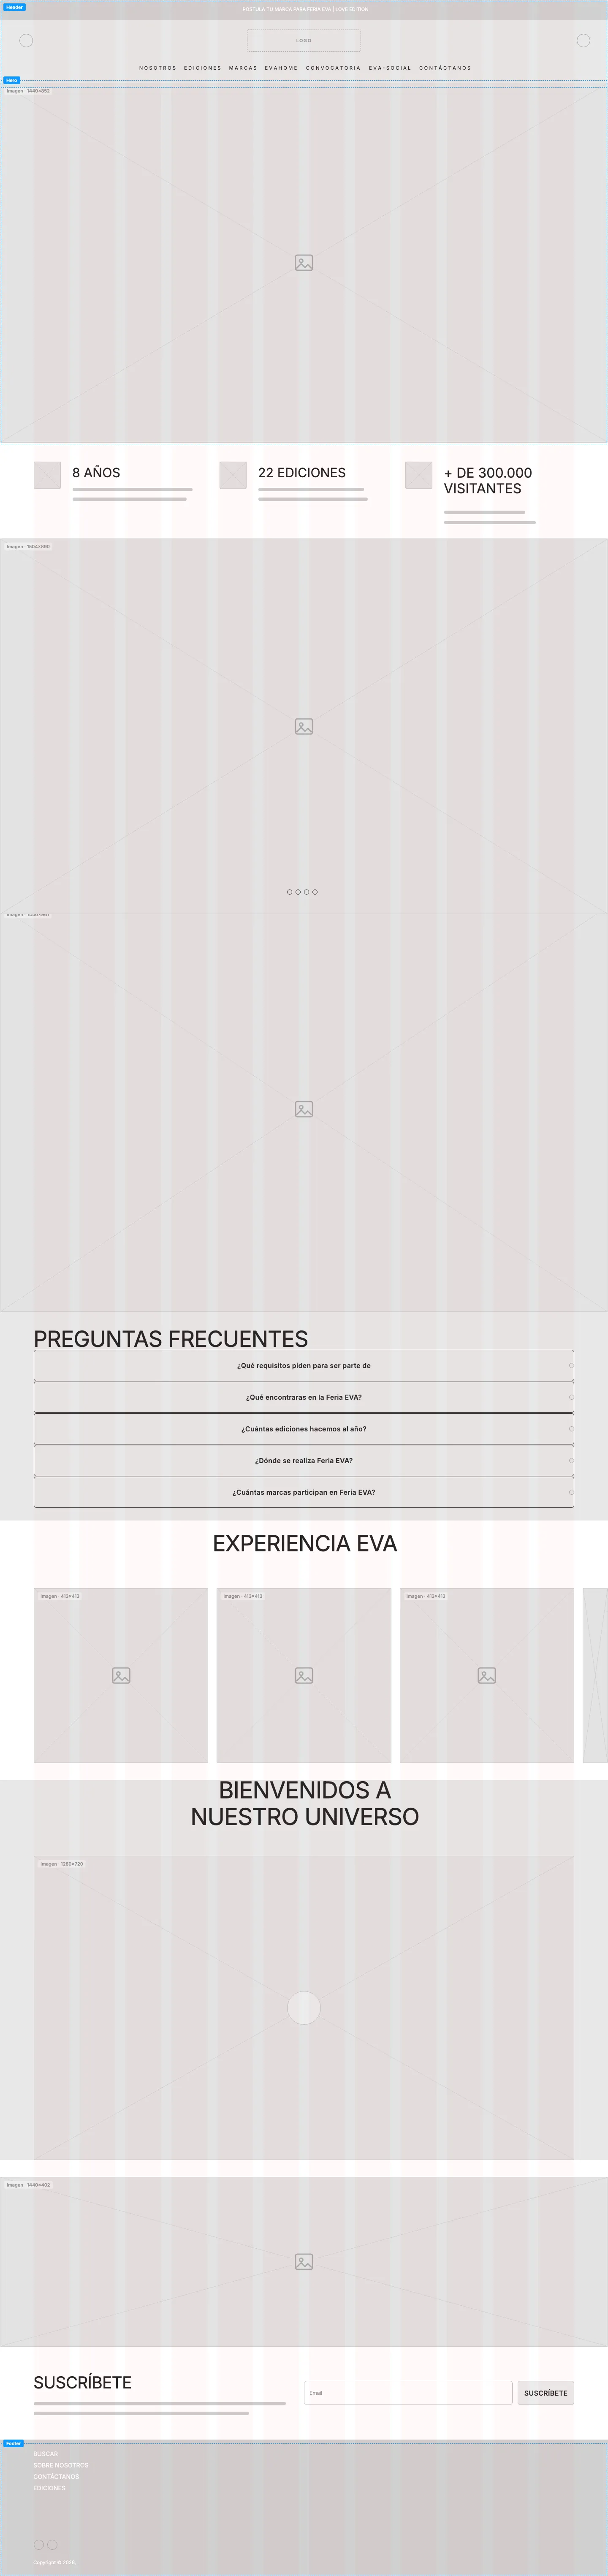 Header
POSTULA TU MARCA PARA FERIA EVA | LOVE EDITION
LOGO
NOSOTROS EDICIONES MARCAS EVAHOME CONVOCATORIA EVA-SOCIAL CONTÁCTANOS
Hero
Imagen · 1440×852
8 AÑOS
22 EDICIONES
+ DE 300.000
VISITANTES
Imagen · 1504×890
PREGUNTAS FRECUENTES
¿Qué requisitos piden para ser parte de
¿Qué encontraras en la Feria EVA?
¿Cuántas ediciones hacemos al año?
¿Dónde se realiza Feria EVA?
¿Cuántas marcas participan en Feria EVA?
EXPERIENCIA EVA
Imagen · 413×413
Imagen · 413×413
Imagen · 413×413
BIENVENIDOS A
NUESTRO UNIVERSO
Imagen · 1280×720
Imagen · 1440×402
SUSCRÍBETE
Email
SUSCRÍBETE
Footer
BUSCAR
SOBRE NOSOTROS
CONTÁCTANOS
EDICIONES
Copyright © 2026,